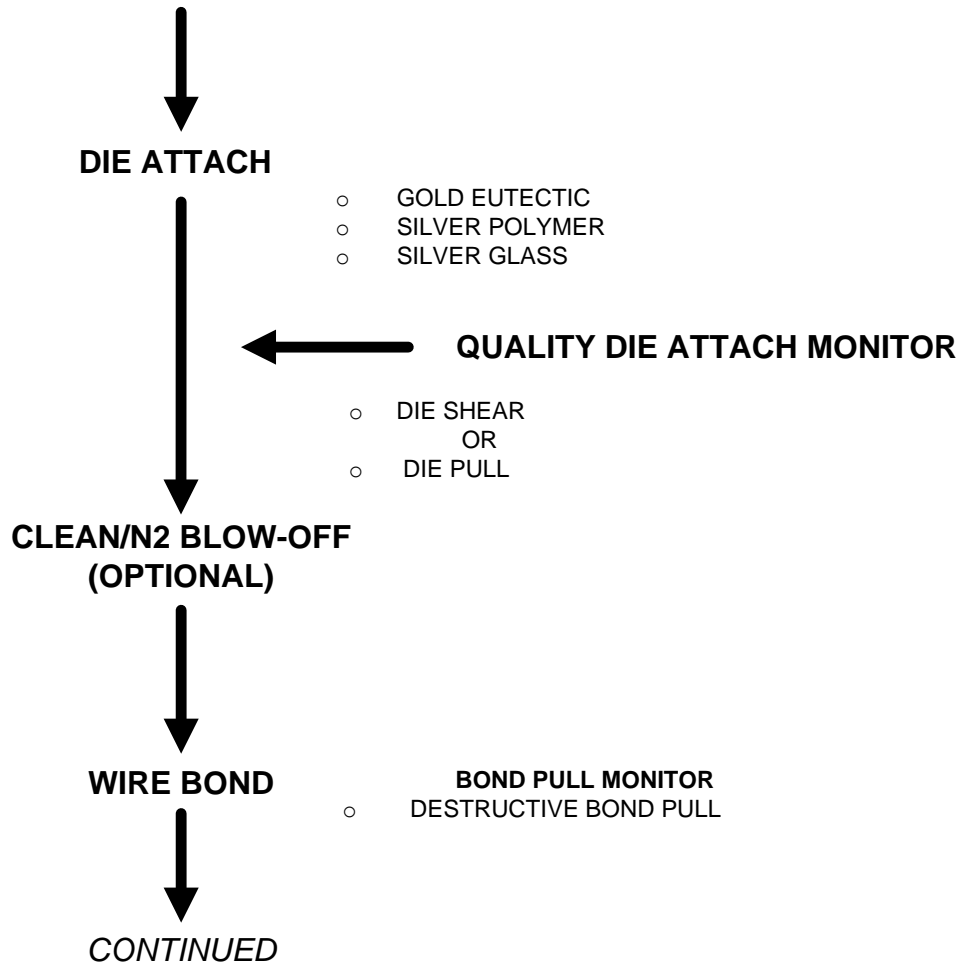 DIE ATTACH
○ GOLD EUTECTIC
○ SILVER POLYMER
○ SILVER GLASS
QUALITY DIE ATTACH MONITOR
○ DIE SHEAR
OR
○ DIE PULL
CLEAN/N2 BLOW-OFF
(OPTIONAL)
WIRE BOND
BOND PULL MONITOR
○ DESTRUCTIVE BOND PULL
CONTINUED